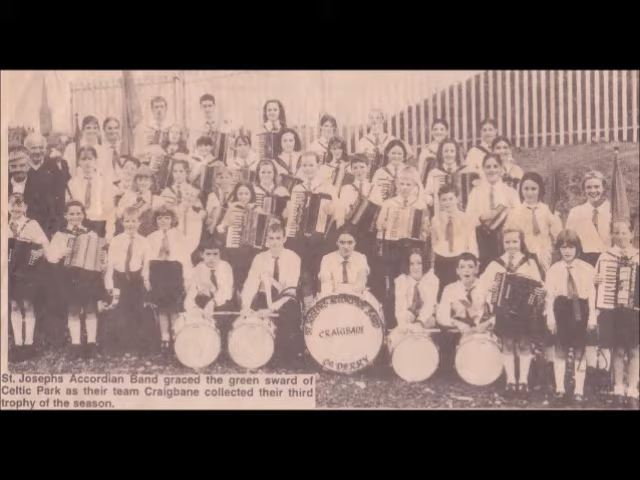 CRAIGBANE
CO DERRY
St. Josephs Accordian Band graced the green sward of
Celtic Park as their team Craigbane collected their third
trophy of the season.